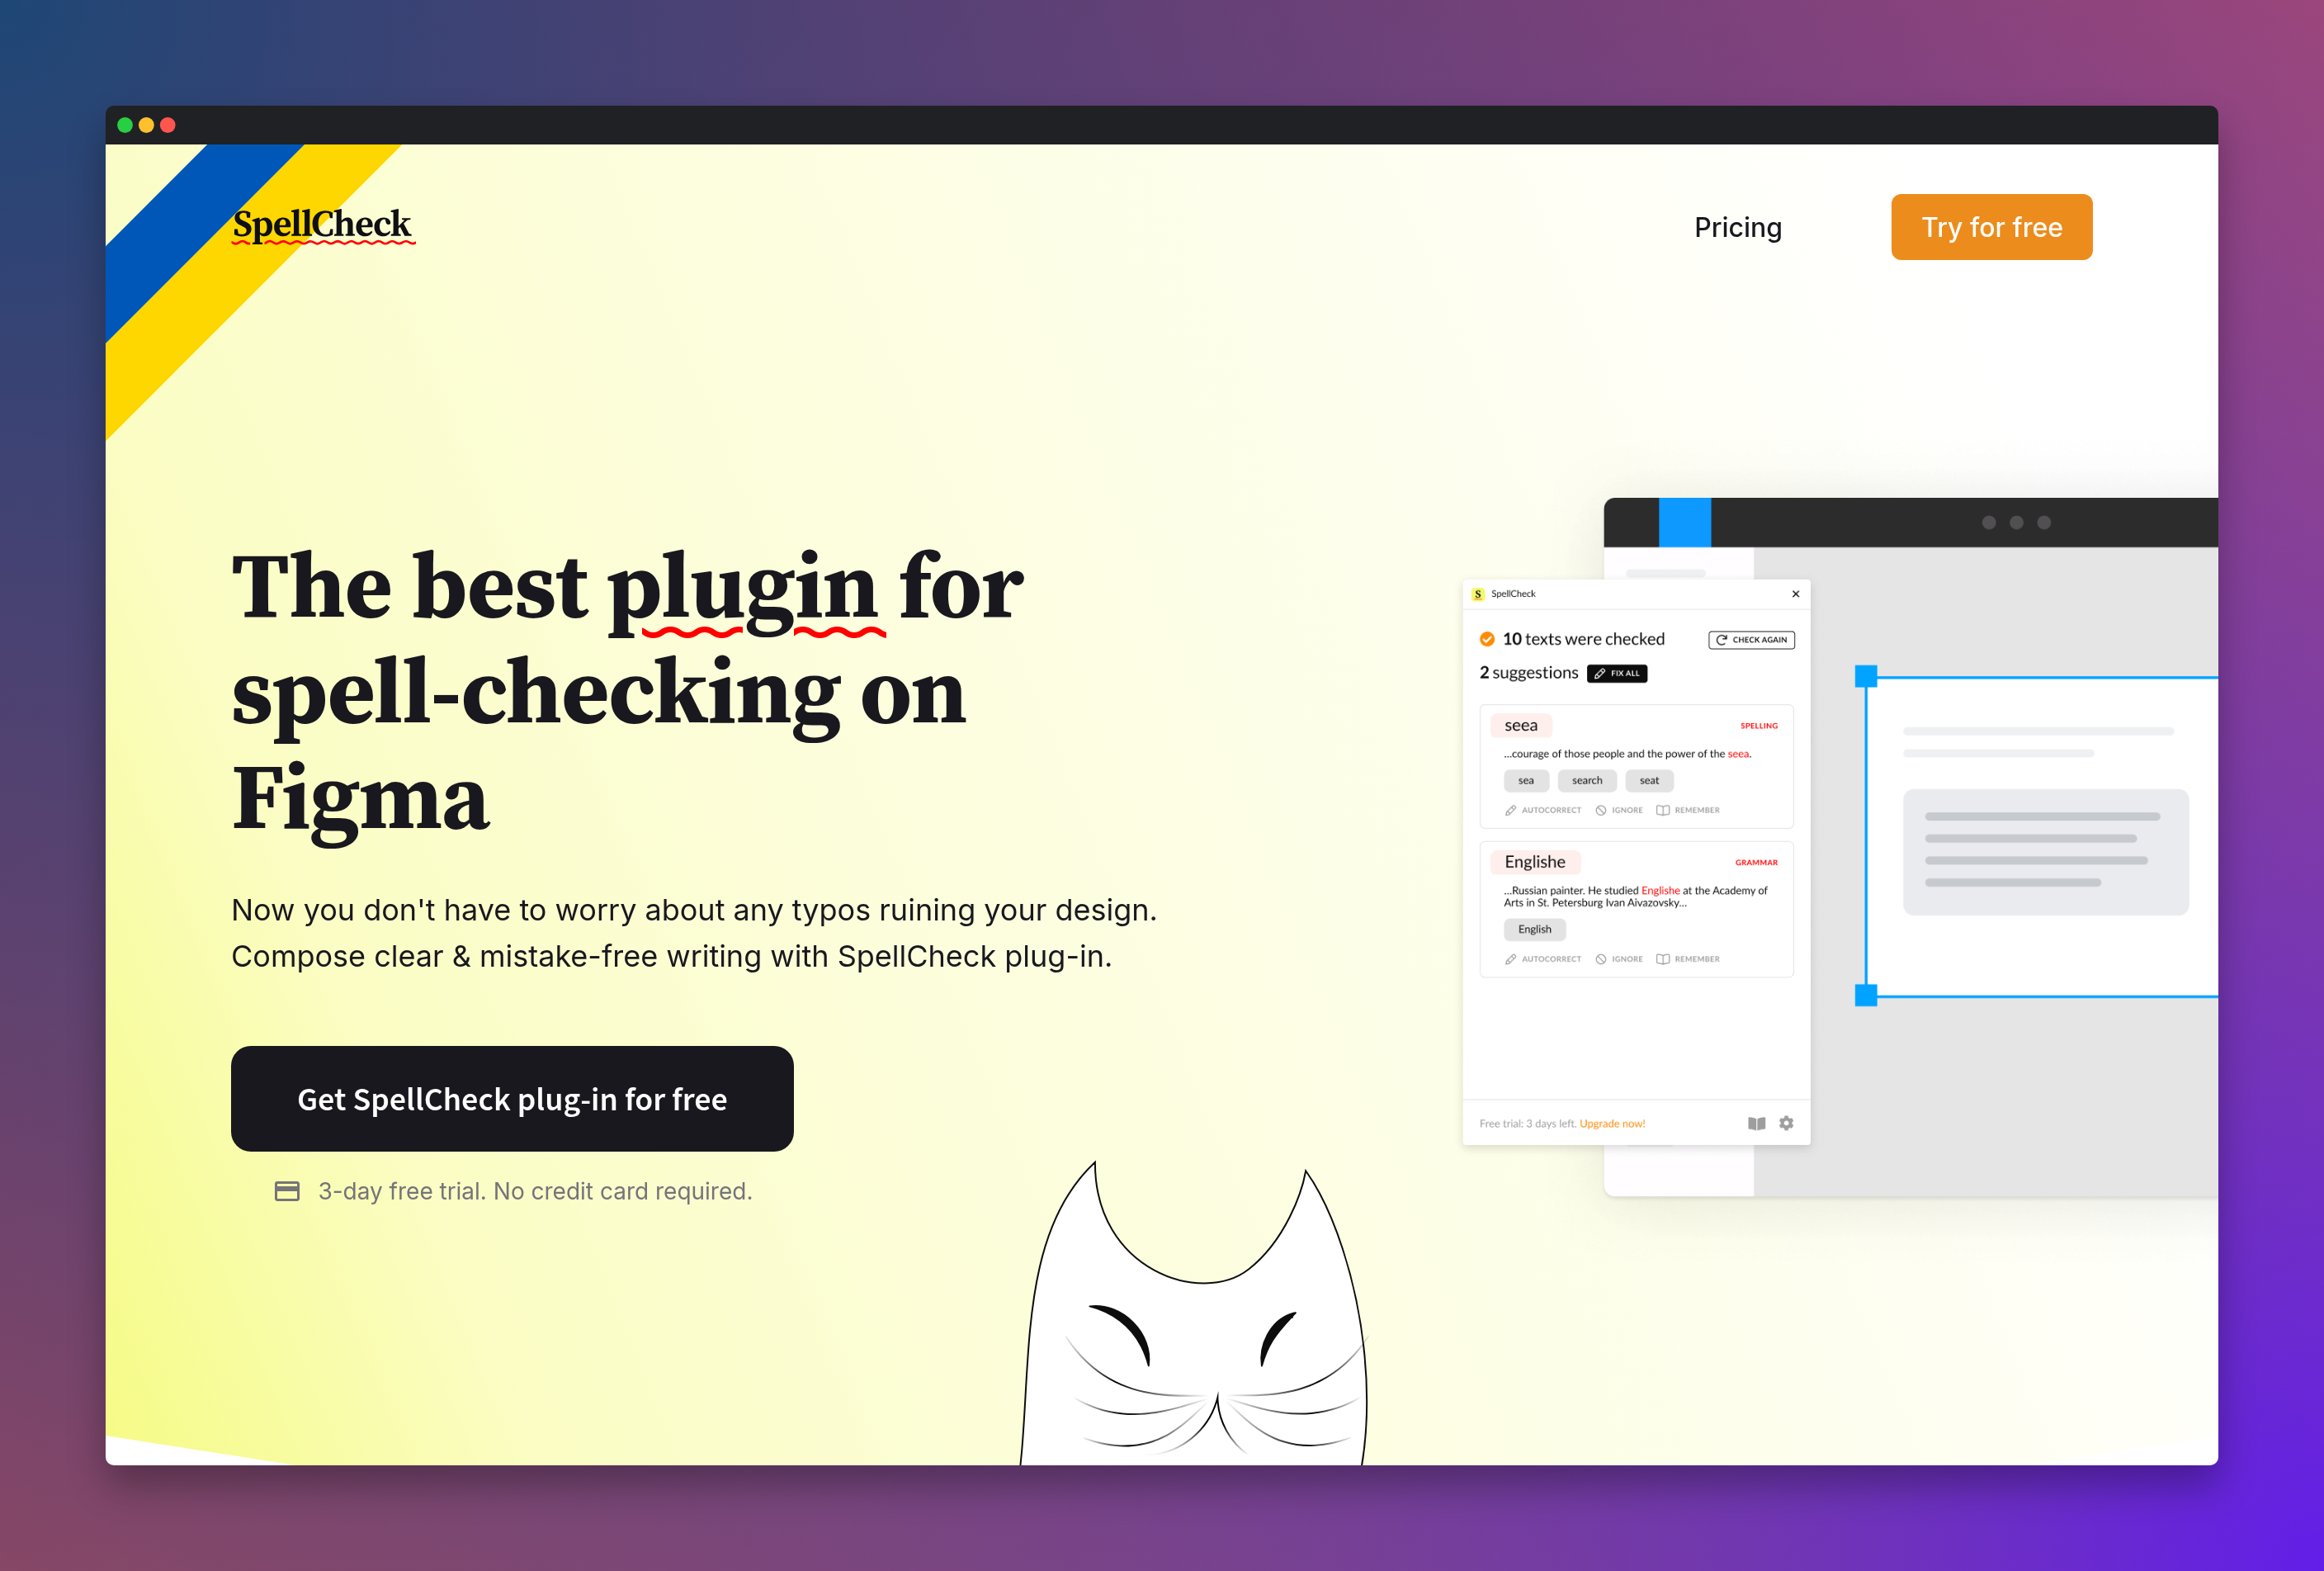 SpellCheck
Pricing
Try for free
The best plugin for
spell-checking on
Figma
Now you don't have to worry about any typos ruining your design.
Compose clear & mistake-free writing with SpellCheck plug-in.
Get SpellCheck plug-in for free
3-day free trial. No credit card required.
S SpellCheck
10 texts were checked
CHECK AGAIN
2 suggestions
FIX ALL
seea
SPELLING
...courage of those people and the power of the seea.
sea search seat
AUTOCORRECT IGNORE REMEMBER
Englishe
GRAMMAR
...Russian painter. He studied Englishe at the Academy of
Arts in St. Petersburg Ivan Aivazovsky...
English
AUTOCORRECT IGNORE REMEMBER
Free trial: 3 days left. Upgrade now!